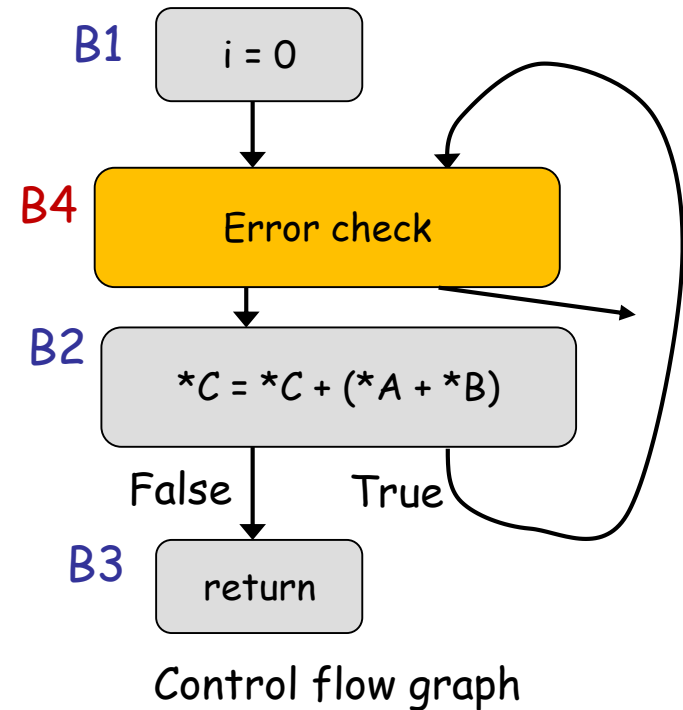 B1
i = 0
B4
Error check
B2
*C = *C + (*A + *B)
False
True
B3
return
Control flow graph